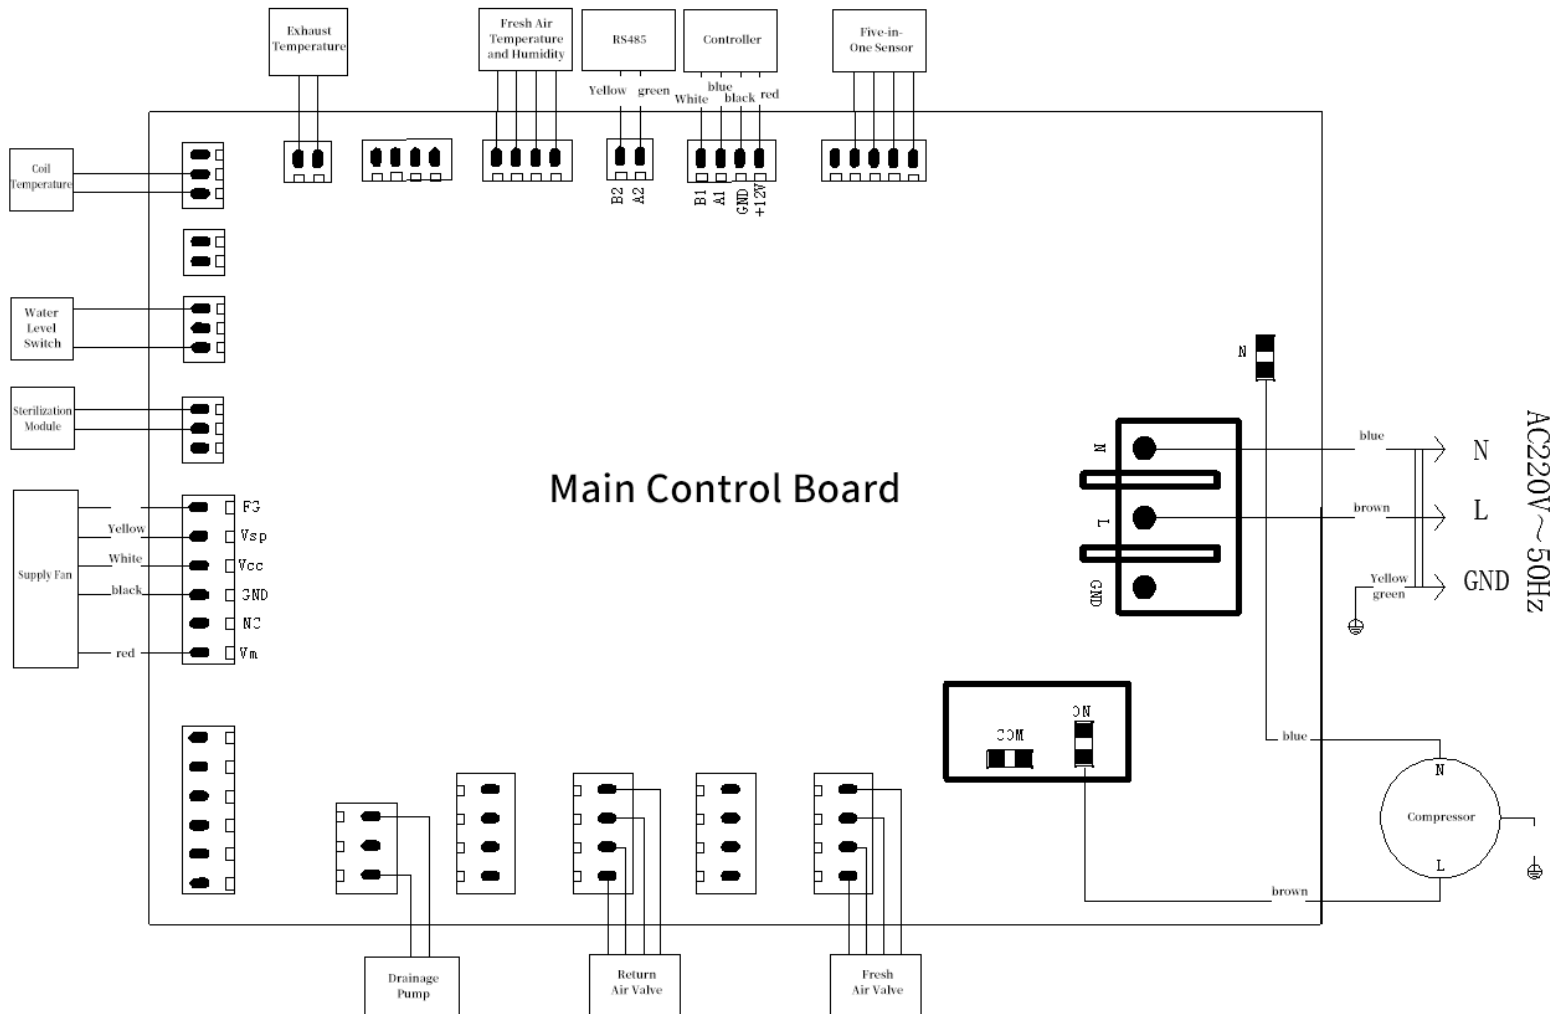 Exhaust
Temperature
Fresh Air
Temperature
and Humidity
RS485
Controller
Five-in-
One Sensor
Yellow
green
White
blue
black
red
Coil
Temperature
B2
A2
B1
A1
GND
+12V
Water
Level
Switch
Sterilization
Module
Main Control Board
Supply Fan
Yellow
White
black
red
FG
Vsp
Vcc
GND
NC
Vm
N
N
L
GND
blue
brown
Yellow
green
N
L
GND
AC220V~50Hz
NC
WCC
blue
brown
N
Compressor
L
Drainage
Pump
Return
Air Valve
Fresh
Air Valve